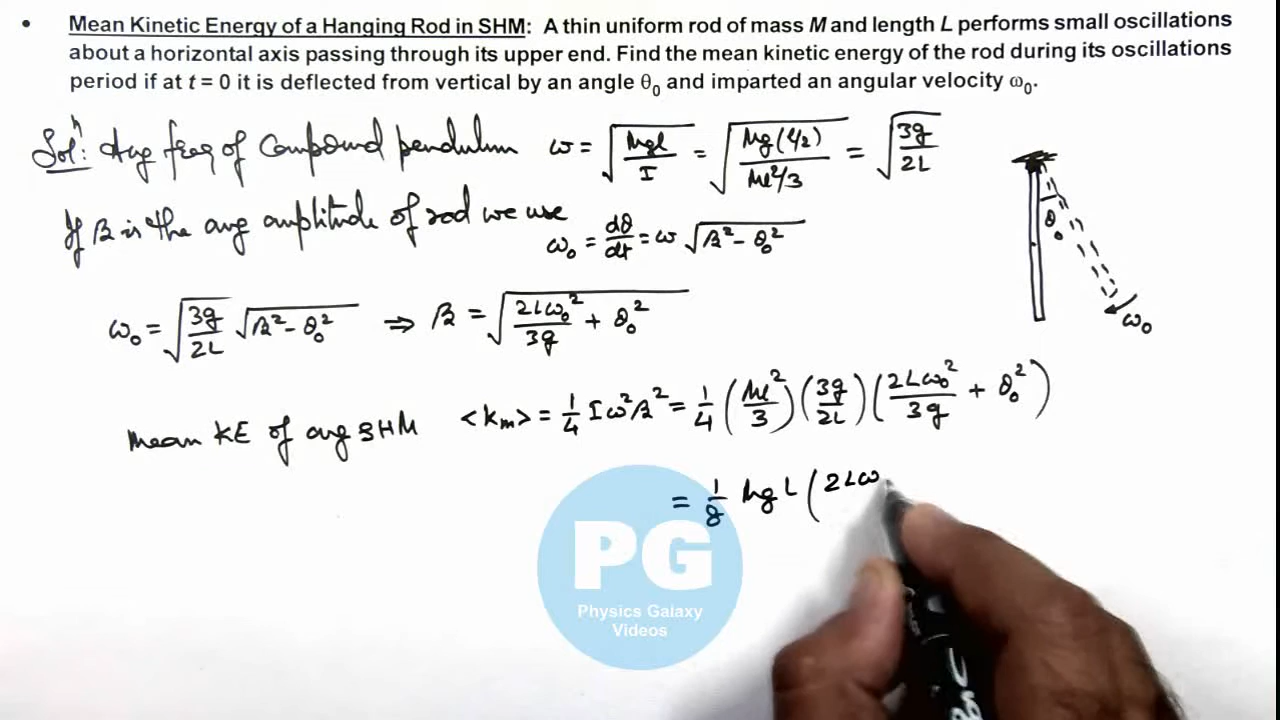 • Mean Kinetic Energy of a Hanging Rod in SHM: A thin uniform rod of mass M and length L performs small oscillations
about a horizontal axis passing through its upper end. Find the mean kinetic energy of the rod during its oscillations
period if at t = 0 it is deflected from vertical by an angle θ₀ and imparted an angular velocity ω₀.
Solⁿ: Ang freq of Compound pendulum ω = √(Mgl/I) = √(Mg(L/2)/(Ml²/3)) = √(3g/2L)
If β is the ang amplitude of rod we use
ω₀ = dθ/dt = ω √(β² − θ₀²)
θ₀
ω₀
ω₀ = √(3g/2L) √(β² − θ₀²) ⇒ β = √(2Lω₀²/3g + θ₀²)
Mean KE of ang SHM <Km> = 1/4 Iω²β² = 1/4 (Ml²/3)(3g/2L)(2Lω₀²/3g + θ₀²)
= 1/8 MgL (2Lω
PG
Physics Galaxy
Videos